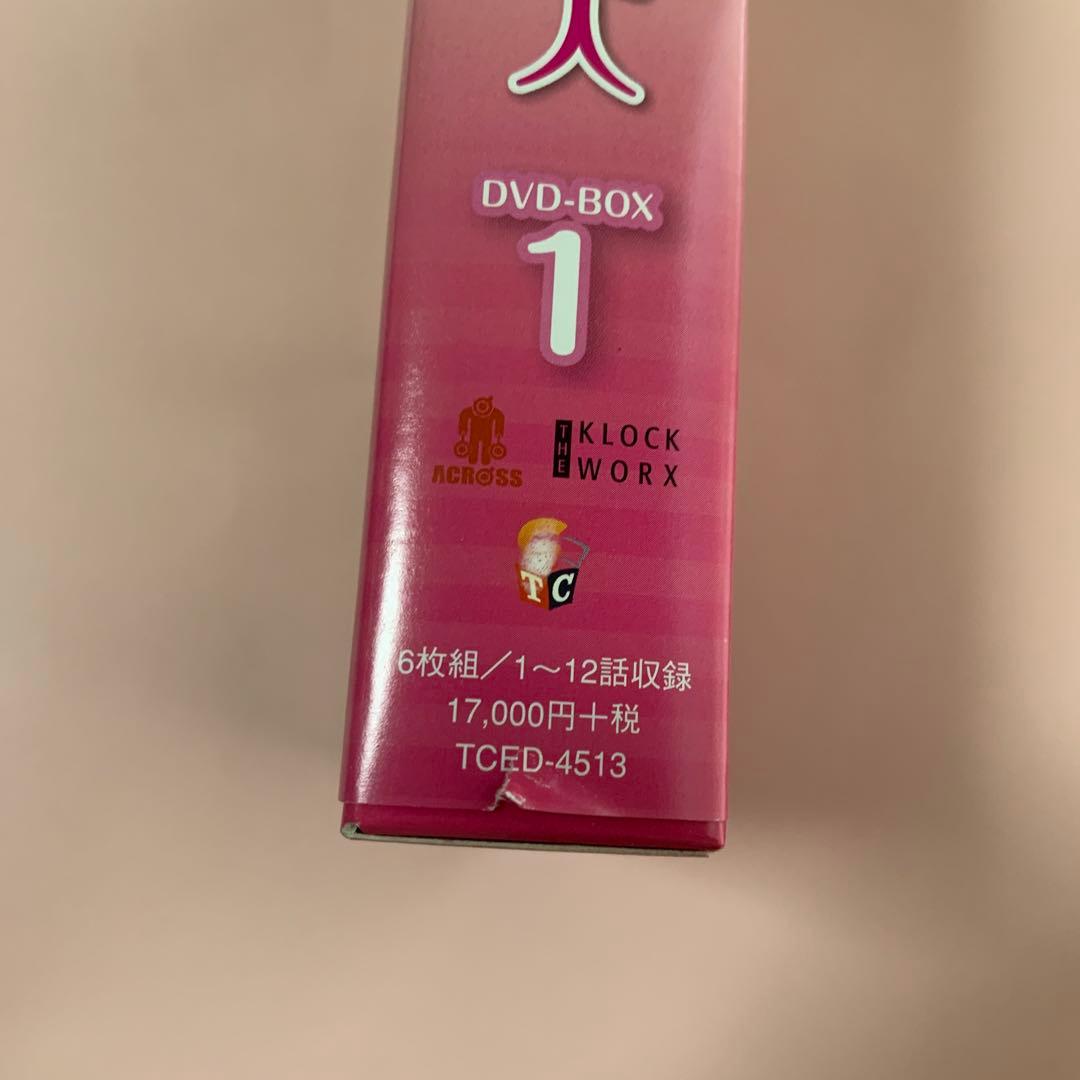 DVD-BOX
1
ACROSS
THE KLOCK WORX
TC
6枚組／1〜12話収録
17,000円＋税
TCED-4513